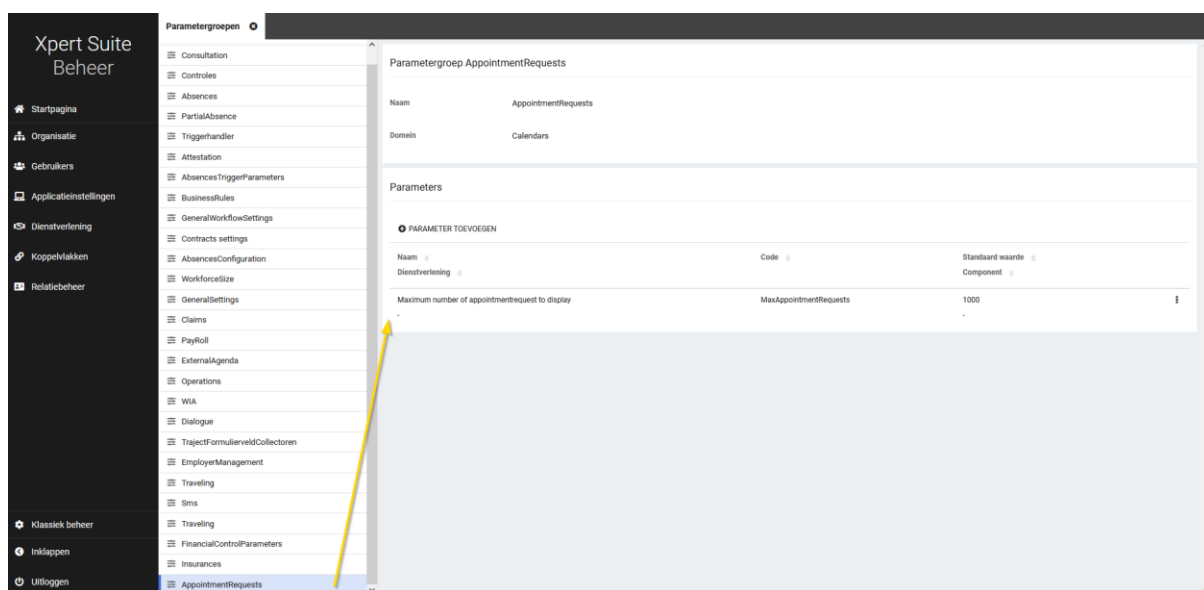 Parametergroepen
Xpert Suite
Beheer
Startpagina
Organisatie
Gebruikers
Applicatieinstellingen
Dienstverlening
Koppelvlakken
Relatiebeheer
Klassiek beheer
Inklappen
Uitloggen
Consultation
Controles
Absences
PartialAbsence
Triggerhandler
Attestation
AbsencesTriggerParameters
BusinessRules
GeneralWorkflowSettings
Contracts settings
AbsencesConfiguration
WorkforceSize
GeneralSettings
Claims
PayRoll
ExternalAgenda
Operations
WIA
Dialogue
TrajectFormulierveldCollectoren
EmployerManagement
Traveling
Sms
Traveling
FinancialControlParameters
Insurances
AppointmentRequests
Parametergroep AppointmentRequests
Naam AppointmentRequests
Domein Calendars
Parameters
PARAMETER TOEVOEGEN
Naam Code Standaard waarde
Dienstverlening Component
Maximum number of appointmentrequest to display MaxAppointmentRequests 1000
- -